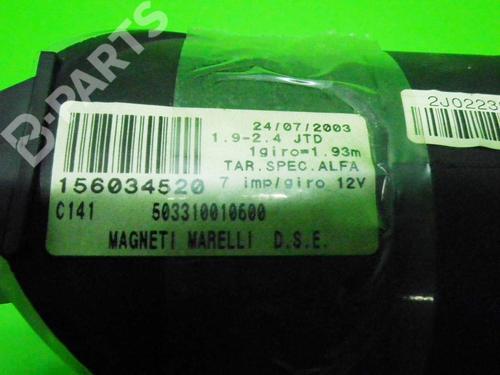 B-PARTS
24/07/2003
1.9-2.4 JTD
1giro=1.93m
TAR.SPEC.ALFA
156034520 7 imp/giro 12V
C141 503310010600
MAGNETI MARELLI D.S.E.